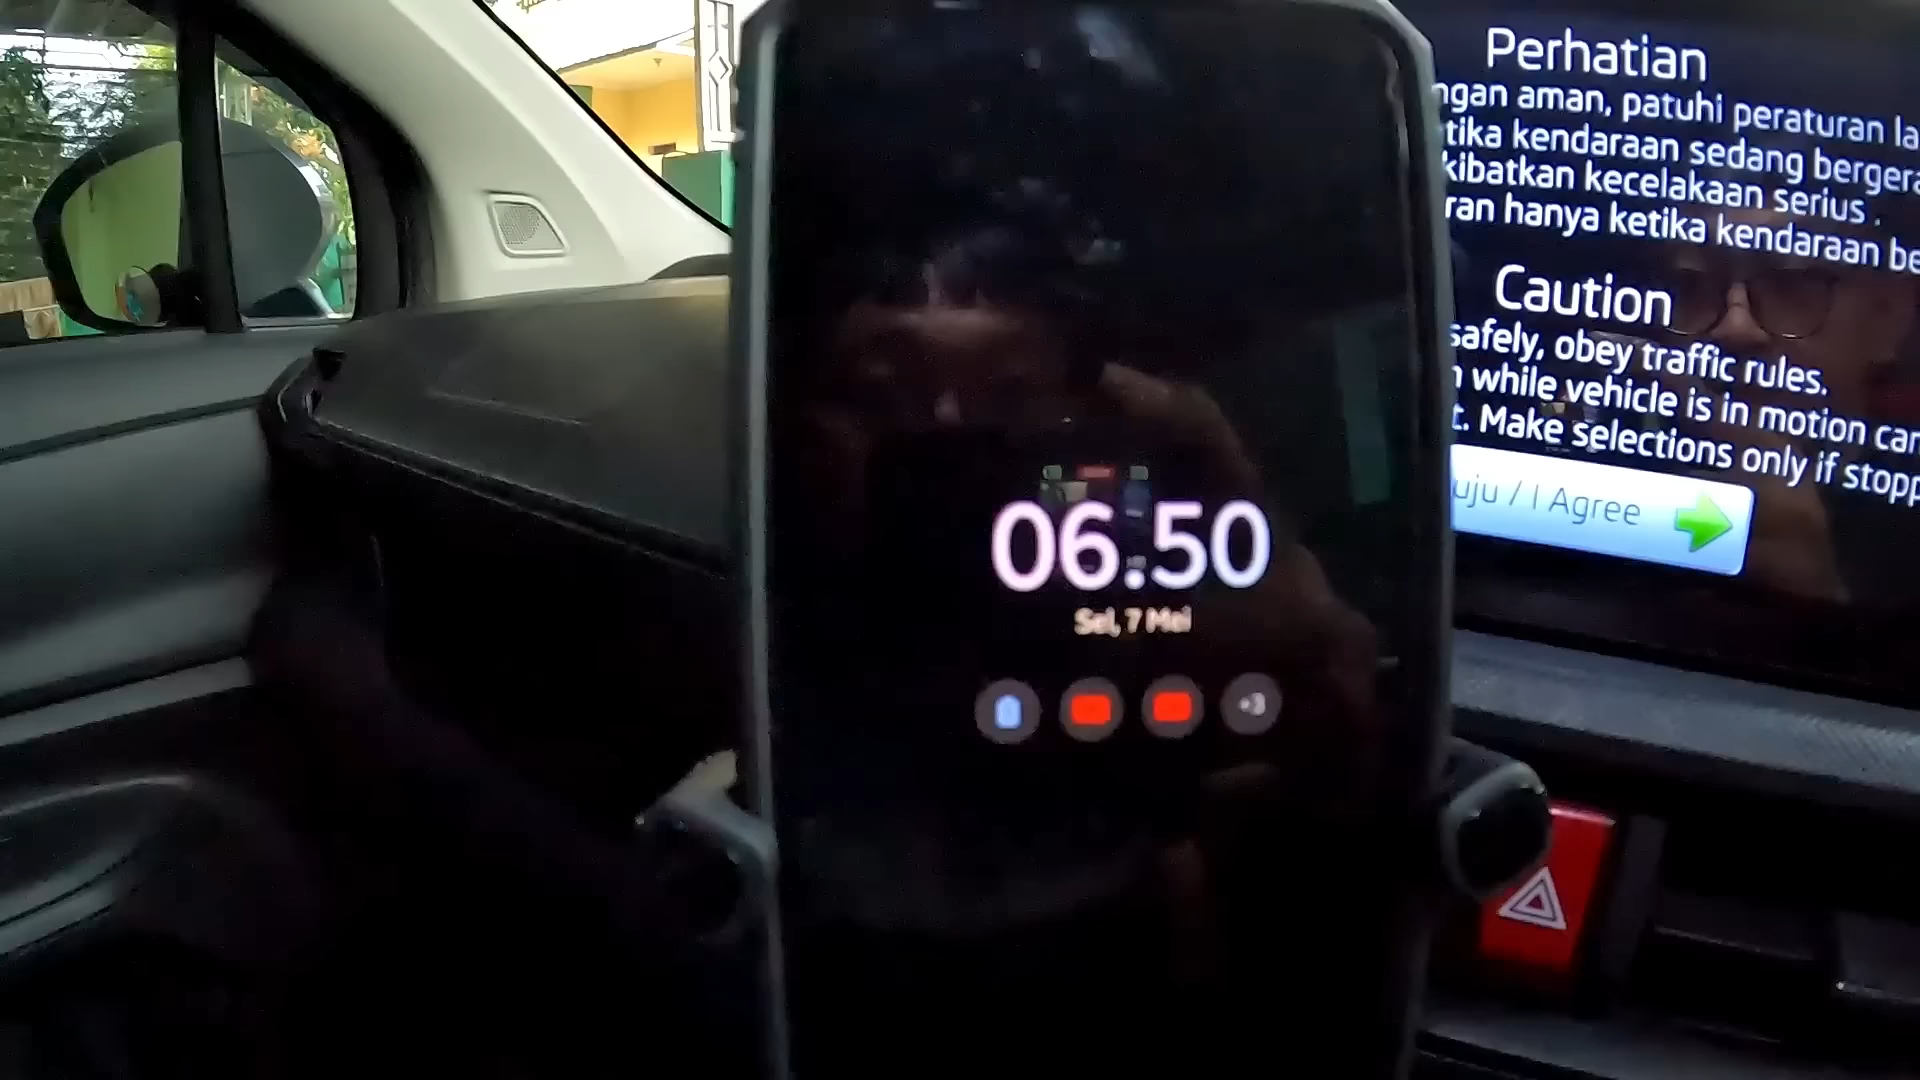 06.50
Sel, 7 Mei
+3
Perhatian
ngan aman, patuhi peraturan la
tika kendaraan sedang bergera
kibatkan kecelakaan serius .
ran hanya ketika kendaraan be
Caution
safely, obey traffic rules.
n while vehicle is in motion can
t. Make selections only if stopp
uju / I Agree